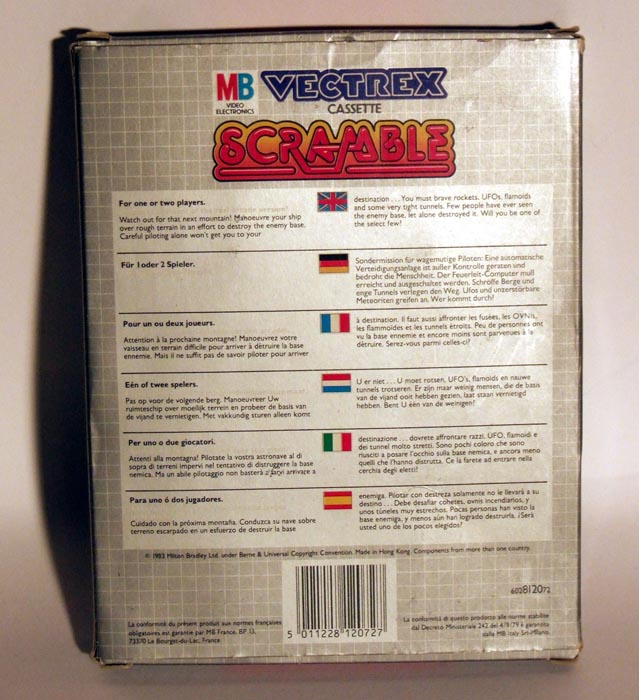 MB VECTREX
VIDEO
ELECTRONICS
CASSETTE
SCRAMBLE
For one or two players.
Watch out for that next mountain! Manoeuvre your ship
over rough terrain in an effort to destroy the enemy base.
Careful piloting alone won't get you to your
destination . . . You must brave rockets, UFOs, flamoids
and some very tight tunnels. Few people have ever seen
the enemy base, let alone destroyed it. Will you be one of
the select few!
Für 1 oder 2 Spieler.
Sondermission für wagemutige Piloten: Eine automatische
Verteidigungsanlage ist außer Kontrolle geraten und
bedroht die Menschheit. Der Feuerleit-Computer muß
erreicht und ausgeschaltet werden. Schroffe Berge und
enge Tunnels verlegen den Weg. Ufos und unzerstörbare
Meteoriten greifen an. Wer kommt durch?
Pour un ou deux joueurs.
Attention à la prochaine montagne! Manoeuvrez votre
vaisseau en terrain difficile pour arriver à détruire la base
ennemie. Mais il ne suffit pas de savoir piloter pour arriver
à destination. Il faut aussi affronter les fusées, les OVNIs,
les flammoïdes et les tunnels étroits. Peu de personnes ont
vu la base ennemie et encore moins sont parvenues à la
détruire. Serez-vous parmi celles-ci?
Eén of twee spelers.
Pas op voor de volgende berg. Manoeuvreer Uw
ruimteschip over moeilijk terrein en probeer de basis van
de vijand te vernietigen. Met vakkundig sturen alleen komt
U er niet . . . U moet rotsen, UFO's, flamoids en nauwe
tunnels trotseren. Er zijn maar weinig mensen, die de basis
van de vijand ooit hebben gezien, laat staan vernietigd
hebben. Bent U één van de weinigen?
Per uno o due giocatori.
Attenti alla montagna! Pilotate la vostra astronave al di
sopra di terreni impervi nel tentativo di distruggere la base
nemica. Ma un abile pilotaggio non basterà a farvi arrivare a
destinazione . . . dovrete affrontare razzi, UFO, flamoidi e
dei tunnel molto stretti. Sono pochi coloro che sono
riusciti a posare l'occhio sulla base nemica, e ancora meno
quelli che l'hanno distrutta. Ce la farete ad entrare nella
cerchia degli eletti?
Para uno ó dos jugadores.
Cuidado con la próxima montaña. Conduzca su nave sobre
terreno escarpado en un esfuerzo de destruir la base
enemiga. Pilotar con destreza solamente no le llevará a su
destino . . . Debe desafiar cohetes, ovnis incendiarios, y
unos túneles muy estrechos. Pocas personas han visto la
base enemiga, y menos aún han logrado destruirla. ¿Será
usted uno de los pocos elegidos?
© 1983 Milton Bradley Ltd. under Berne & Universal Copyright Convention. Made in Hong Kong. Components from more than one country.
602812072
La conformité du présent produit aux normes françaises
obligatoires est garantie par MB France, BP 13,
73370 Le Bourget-du-Lac, France.
5 011228 120727
La conformità di questo prodotto alle norme stabilite
dal Decreto Ministeriale 242 del 4/8/79 è garantita
dalla MB Italy Srl-Milano.